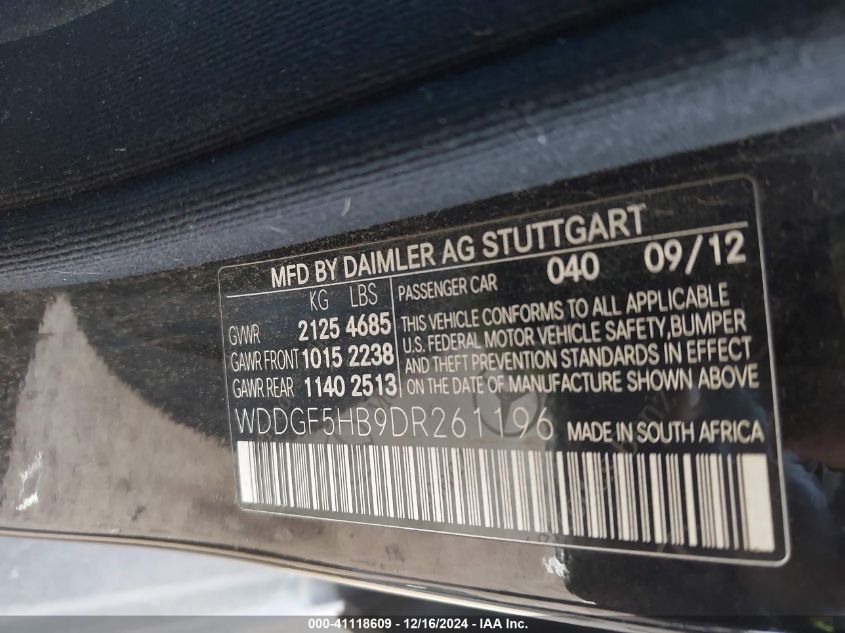 MFD BY DAIMLER AG STUTTGART
KG LBS
GVWR 2125 4685
GAWR FRONT 1015 2238
GAWR REAR 1140 2513
PASSENGER CAR 040 09/12
THIS VEHICLE CONFORMS TO ALL APPLICABLE
U.S. FEDERAL MOTOR VEHICLE SAFETY, BUMPER
AND THEFT PREVENTION STANDARDS IN EFFECT
ON THE DATE OF MANUFACTURE SHOWN ABOVE
WDDGF5HB9DR261196 MADE IN SOUTH AFRICA
000-41118609 - 12/16/2024 - IAA Inc.